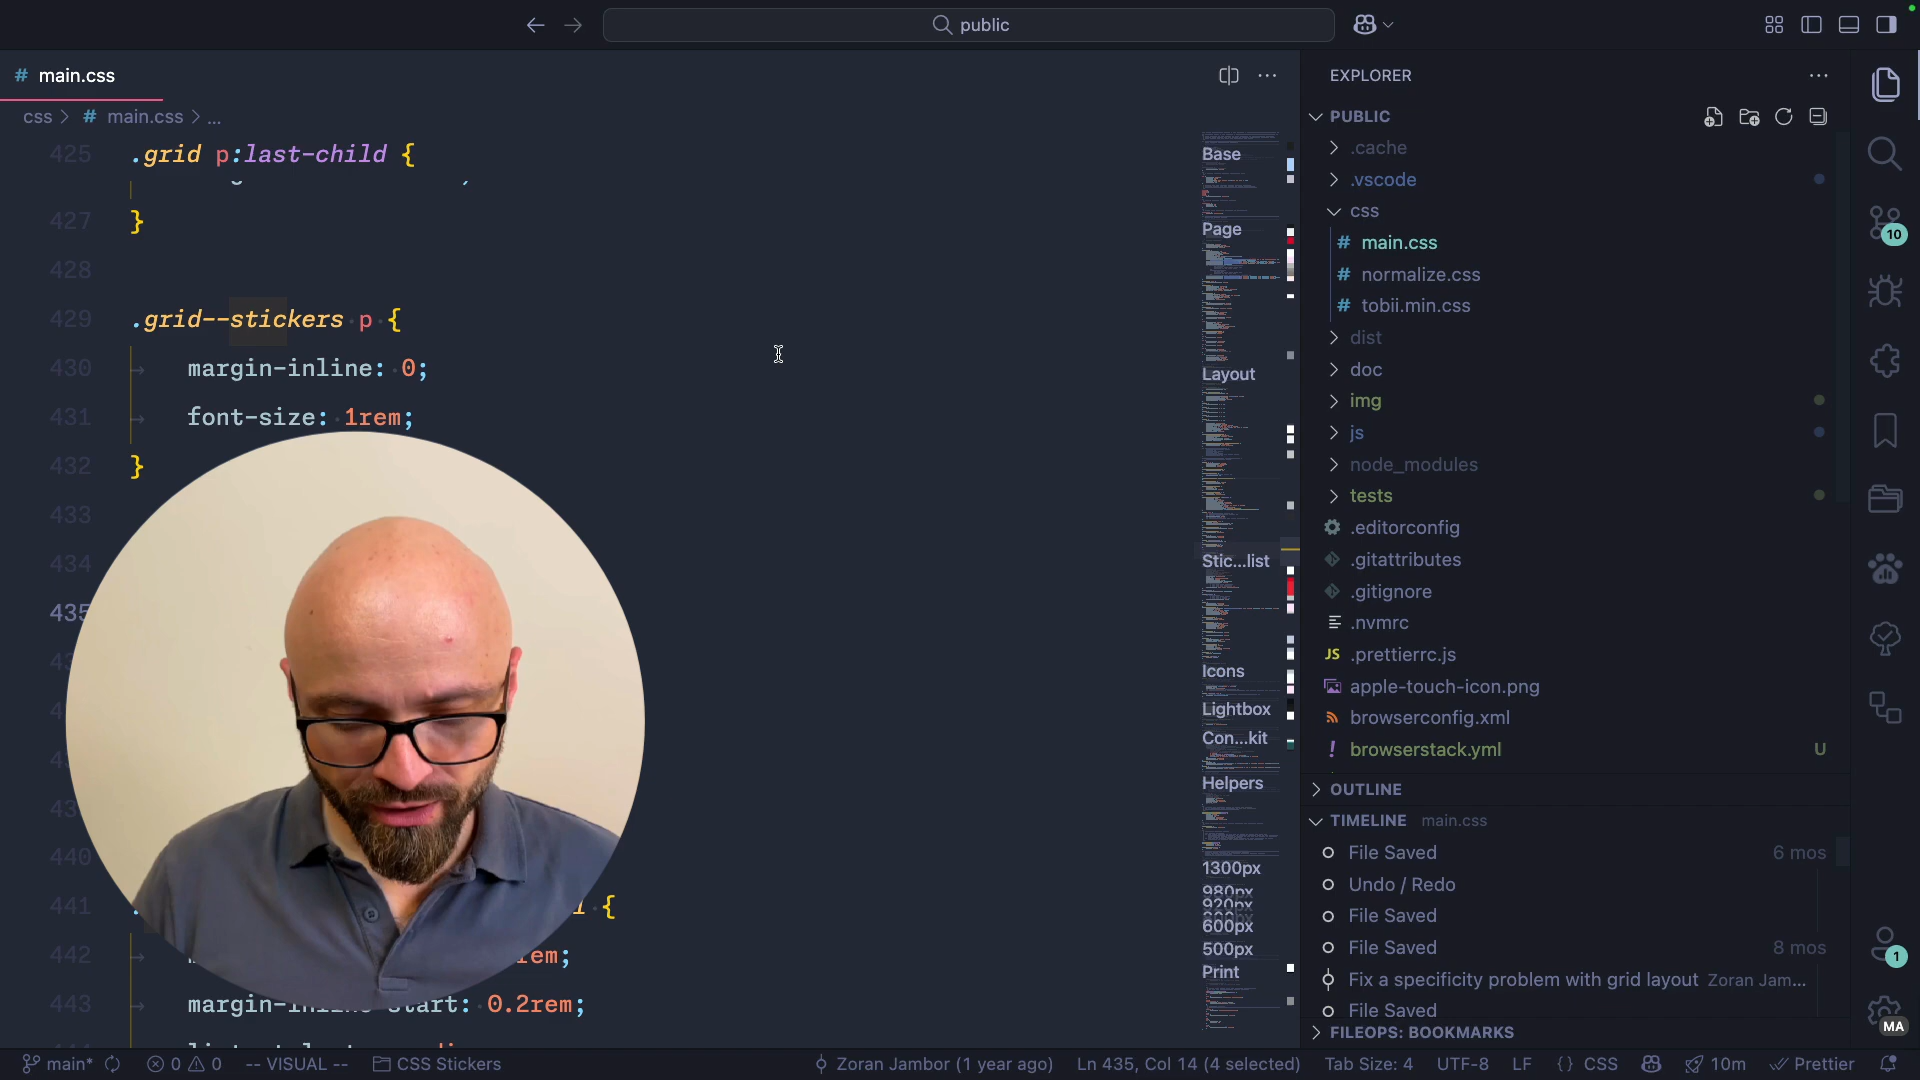 public
# main.css
css > # main.css > ...
425 .grid p:last-child {
427 }
428
429 .grid--stickers p {
430 margin-inline: 0;
431 font-size: 1rem;
432 }
433
434
435
440
441 {
442 rem;
443 margin-inline-start: 0.2rem;
Base
Page
Layout
Stic...list
Icons
Lightbox
Con...kit
Helpers
1300px
980px
920px
600px
500px
Print
EXPLORER
PUBLIC
.cache
.vscode
css
# main.css
# normalize.css
# tobii.min.css
dist
doc
img
js
node_modules
tests
.editorconfig
.gitattributes
.gitignore
.nvmrc
JS .prettierrc.js
apple-touch-icon.png
browserconfig.xml
! browserstack.yml U
OUTLINE
TIMELINE main.css
File Saved 6 mos
Undo / Redo
File Saved
File Saved 8 mos
Fix a specificity problem with grid layout Zoran Jam...
File Saved
FILEOPS: BOOKMARKS
10
1
MA
main* 0 0 -- VISUAL -- CSS Stickers Zoran Jambor (1 year ago) Ln 435, Col 14 (4 selected) Tab Size: 4 UTF-8 LF {} CSS 10m Prettier